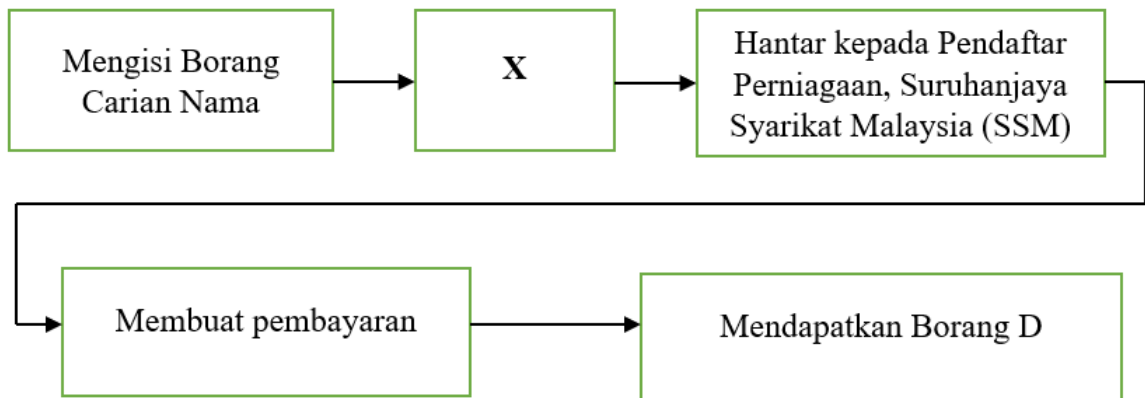 Mengisi Borang
Carian Nama
X
Hantar kepada Pendaftar
Perniagaan, Suruhanjaya
Syarikat Malaysia (SSM)
Membuat pembayaran
Mendapatkan Borang D